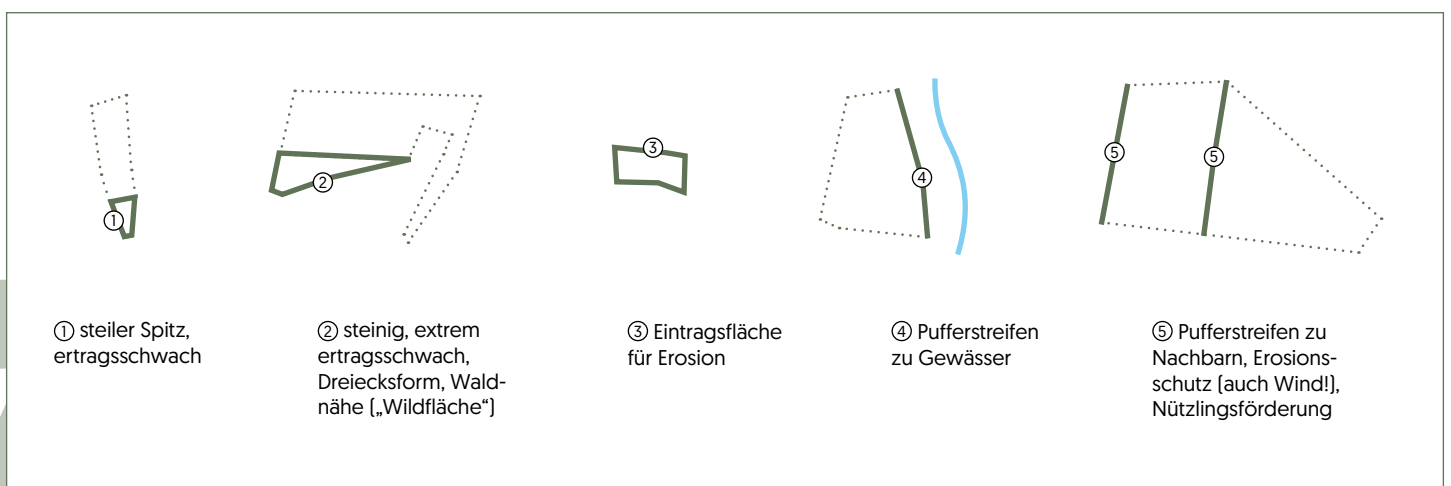 1
2
3
4
5
5
① steiler Spitz,
ertragsschwach
② steinig, extrem
ertragsschwach,
Dreiecksform, Wald-
nähe („Wildfläche“)
③ Eintragsfläche
für Erosion
④ Pufferstreifen
zu Gewässer
⑤ Pufferstreifen zu
Nachbarn, Erosions-
schutz (auch Wind!),
Nützlingsförderung